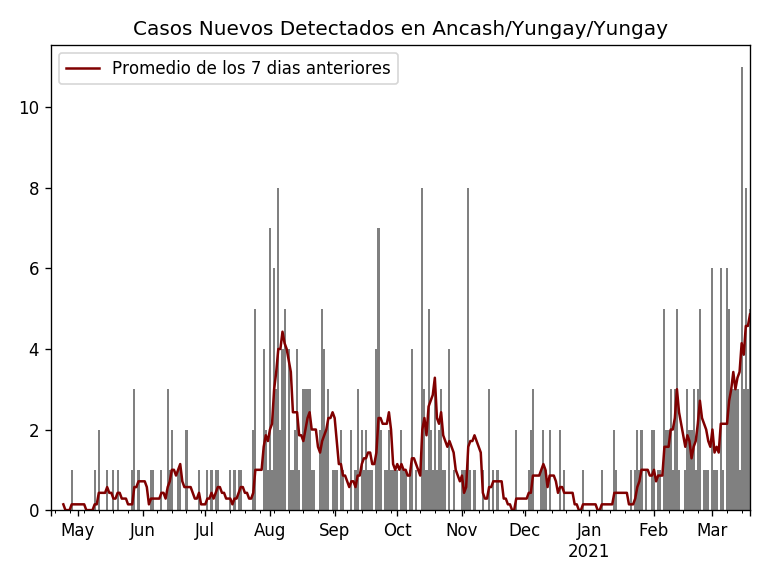 Casos Nuevos Detectados en Ancash/Yungay/Yungay
Promedio de los 7 dias anteriores
10
8
6
4
2
0
May Jun Jul Aug Sep Oct Nov Dec Jan Feb Mar
2021